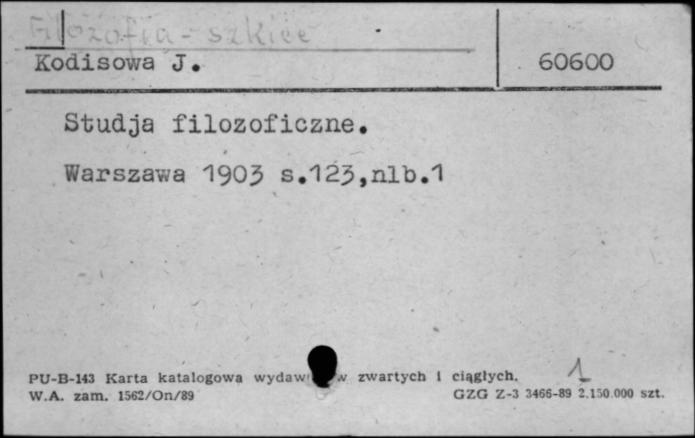 Filozofia - szkice
Kodisowa J.
60600
Studja filozoficzne.
Warszawa 1903 s.123,nlb.1
1
PU-B-143 Karta katalogowa zwartych i ciągłych.
W.A. zam. 1562/On/89
GZG Z-3 3466-89 2.150.000 szt.